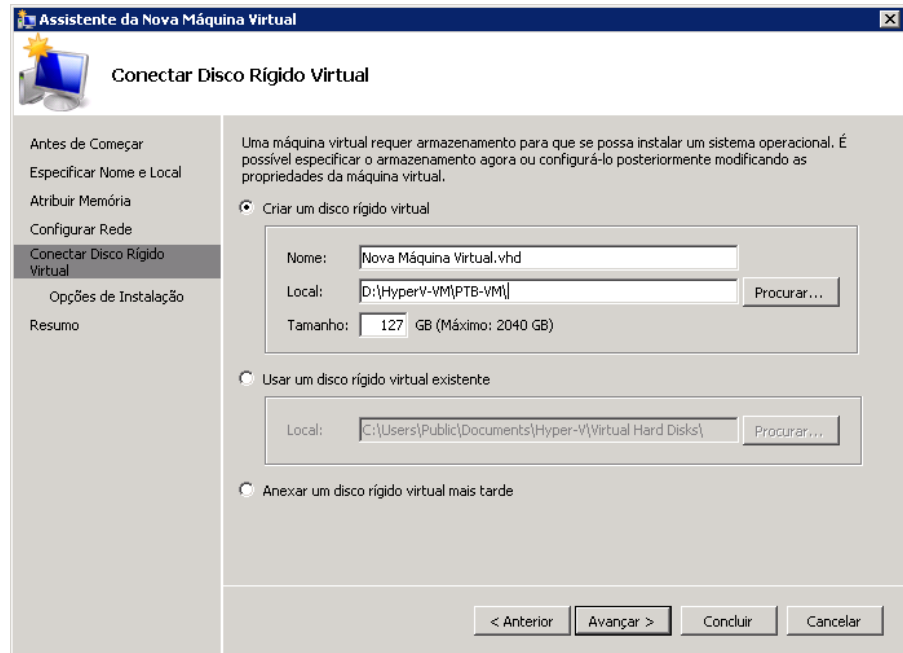 Assistente da Nova Máquina Virtual
Conectar Disco Rígido Virtual
Antes de Começar
Especificar Nome e Local
Atribuir Memória
Configurar Rede
Conectar Disco Rígido
Virtual
Opções de Instalação
Resumo
Uma máquina virtual requer armazenamento para que se possa instalar um sistema operacional. É
possível especificar o armazenamento agora ou configurá-lo posteriormente modificando as
propriedades da máquina virtual.
Criar um disco rígido virtual
Nome: Nova Máquina Virtual.vhd
Local: D:\HyperV-VM\PTB-VM\ Procurar...
Tamanho: 127 GB (Máximo: 2040 GB)
Usar um disco rígido virtual existente
Local: C:\Users\Public\Documents\Hyper-V\Virtual Hard Disks\ Procurar...
Anexar um disco rígido virtual mais tarde
< Anterior Avançar > Concluir Cancelar